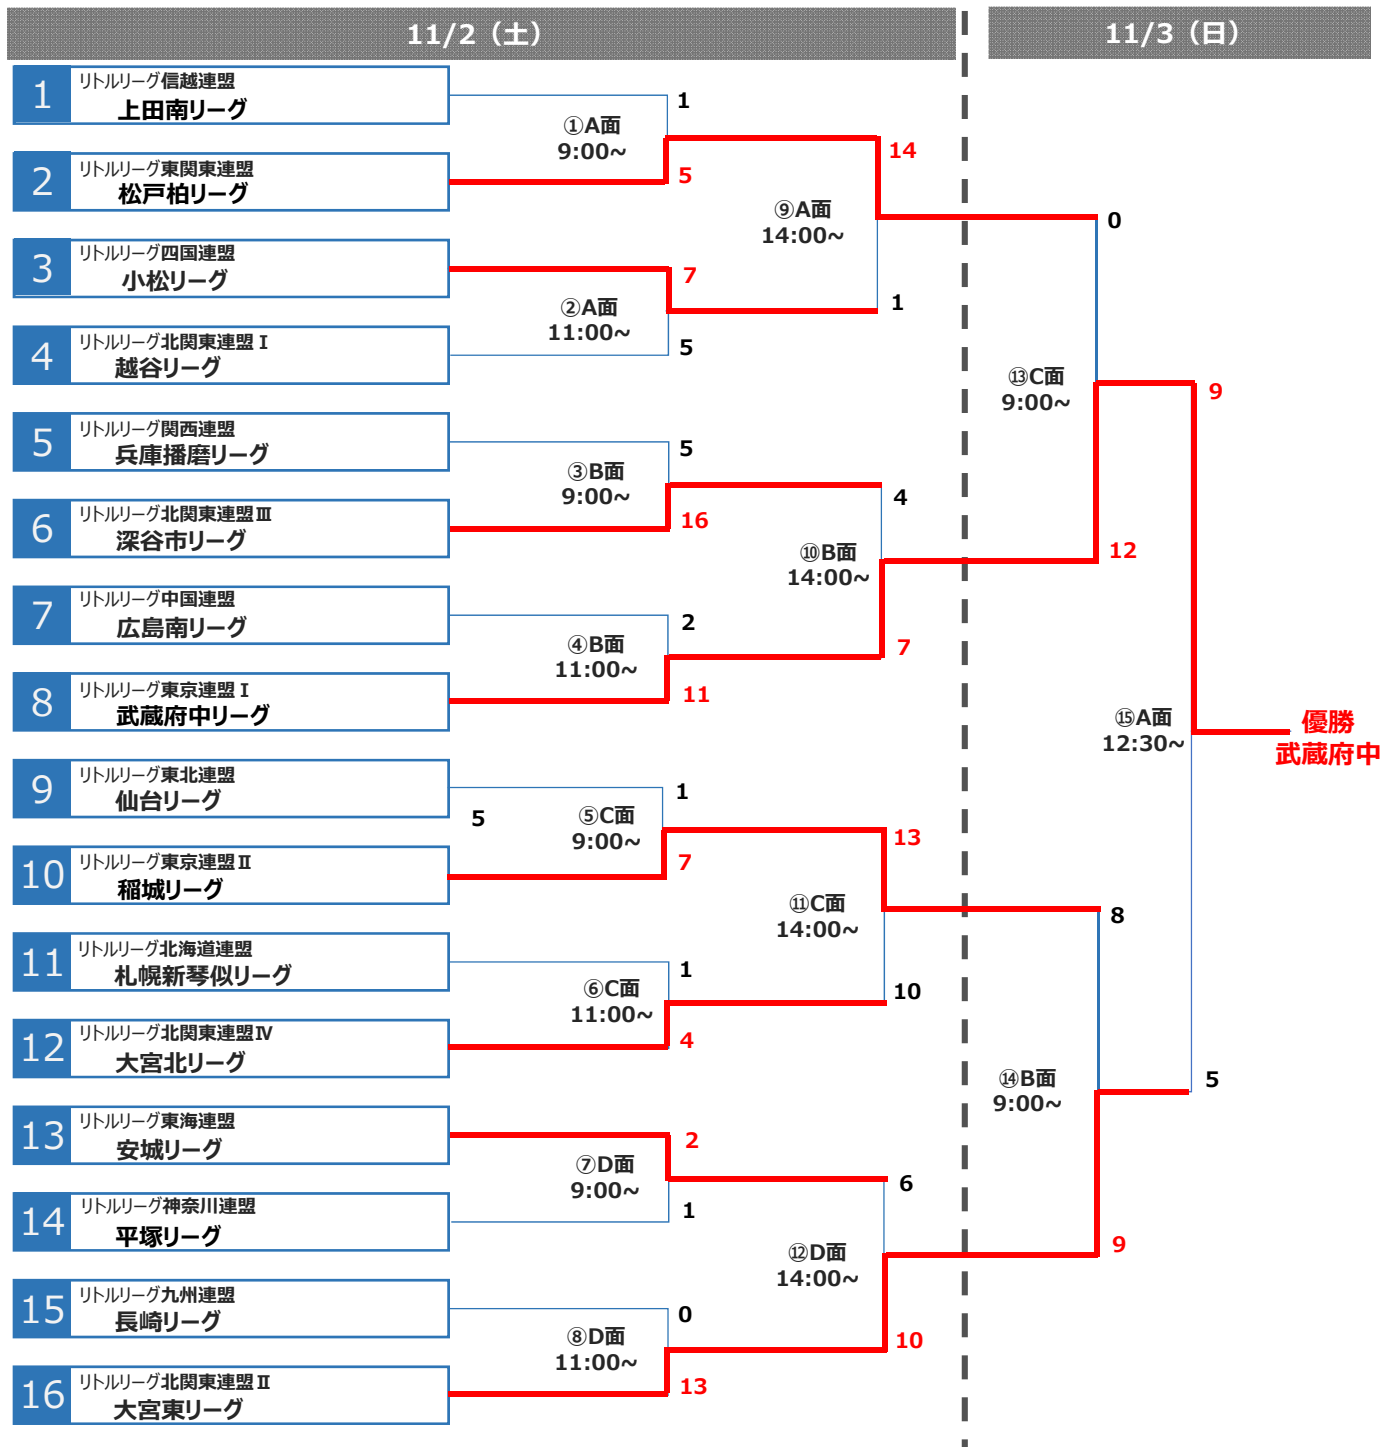 11/2（土）
11/3（日）
1
リトルリーグ信越連盟
上田南リーグ
1
①A面
9:00~
14
2
リトルリーグ東関東連盟
松戸柏リーグ
5
⑨A面
14:00~
0
3
リトルリーグ四国連盟
小松リーグ
7
②A面
11:00~
1
4
リトルリーグ北関東連盟Ⅰ
越谷リーグ
5
⑬C面
9:00~
9
5
リトルリーグ関西連盟
兵庫播磨リーグ
5
③B面
9:00~
4
6
リトルリーグ北関東連盟Ⅲ
深谷市リーグ
16
⑩B面
14:00~
12
7
リトルリーグ中国連盟
広島南リーグ
2
④B面
11:00~
7
8
リトルリーグ東京連盟Ⅰ
武蔵府中リーグ
11
⑮A面
12:30~
優勝
武蔵府中
9
リトルリーグ東北連盟
仙台リーグ
1
5
⑤C面
9:00~
13
10
リトルリーグ東京連盟Ⅱ
稲城リーグ
7
⑪C面
14:00~
8
11
リトルリーグ北海道連盟
札幌新琴似リーグ
1
⑥C面
11:00~
10
12
リトルリーグ北関東連盟Ⅳ
大宮北リーグ
4
⑭B面
9:00~
5
13
リトルリーグ東海連盟
安城リーグ
2
⑦D面
9:00~
6
14
リトルリーグ神奈川連盟
平塚リーグ
1
⑫D面
14:00~
9
15
リトルリーグ九州連盟
長崎リーグ
0
⑧D面
11:00~
10
16
リトルリーグ北関東連盟Ⅱ
大宮東リーグ
13